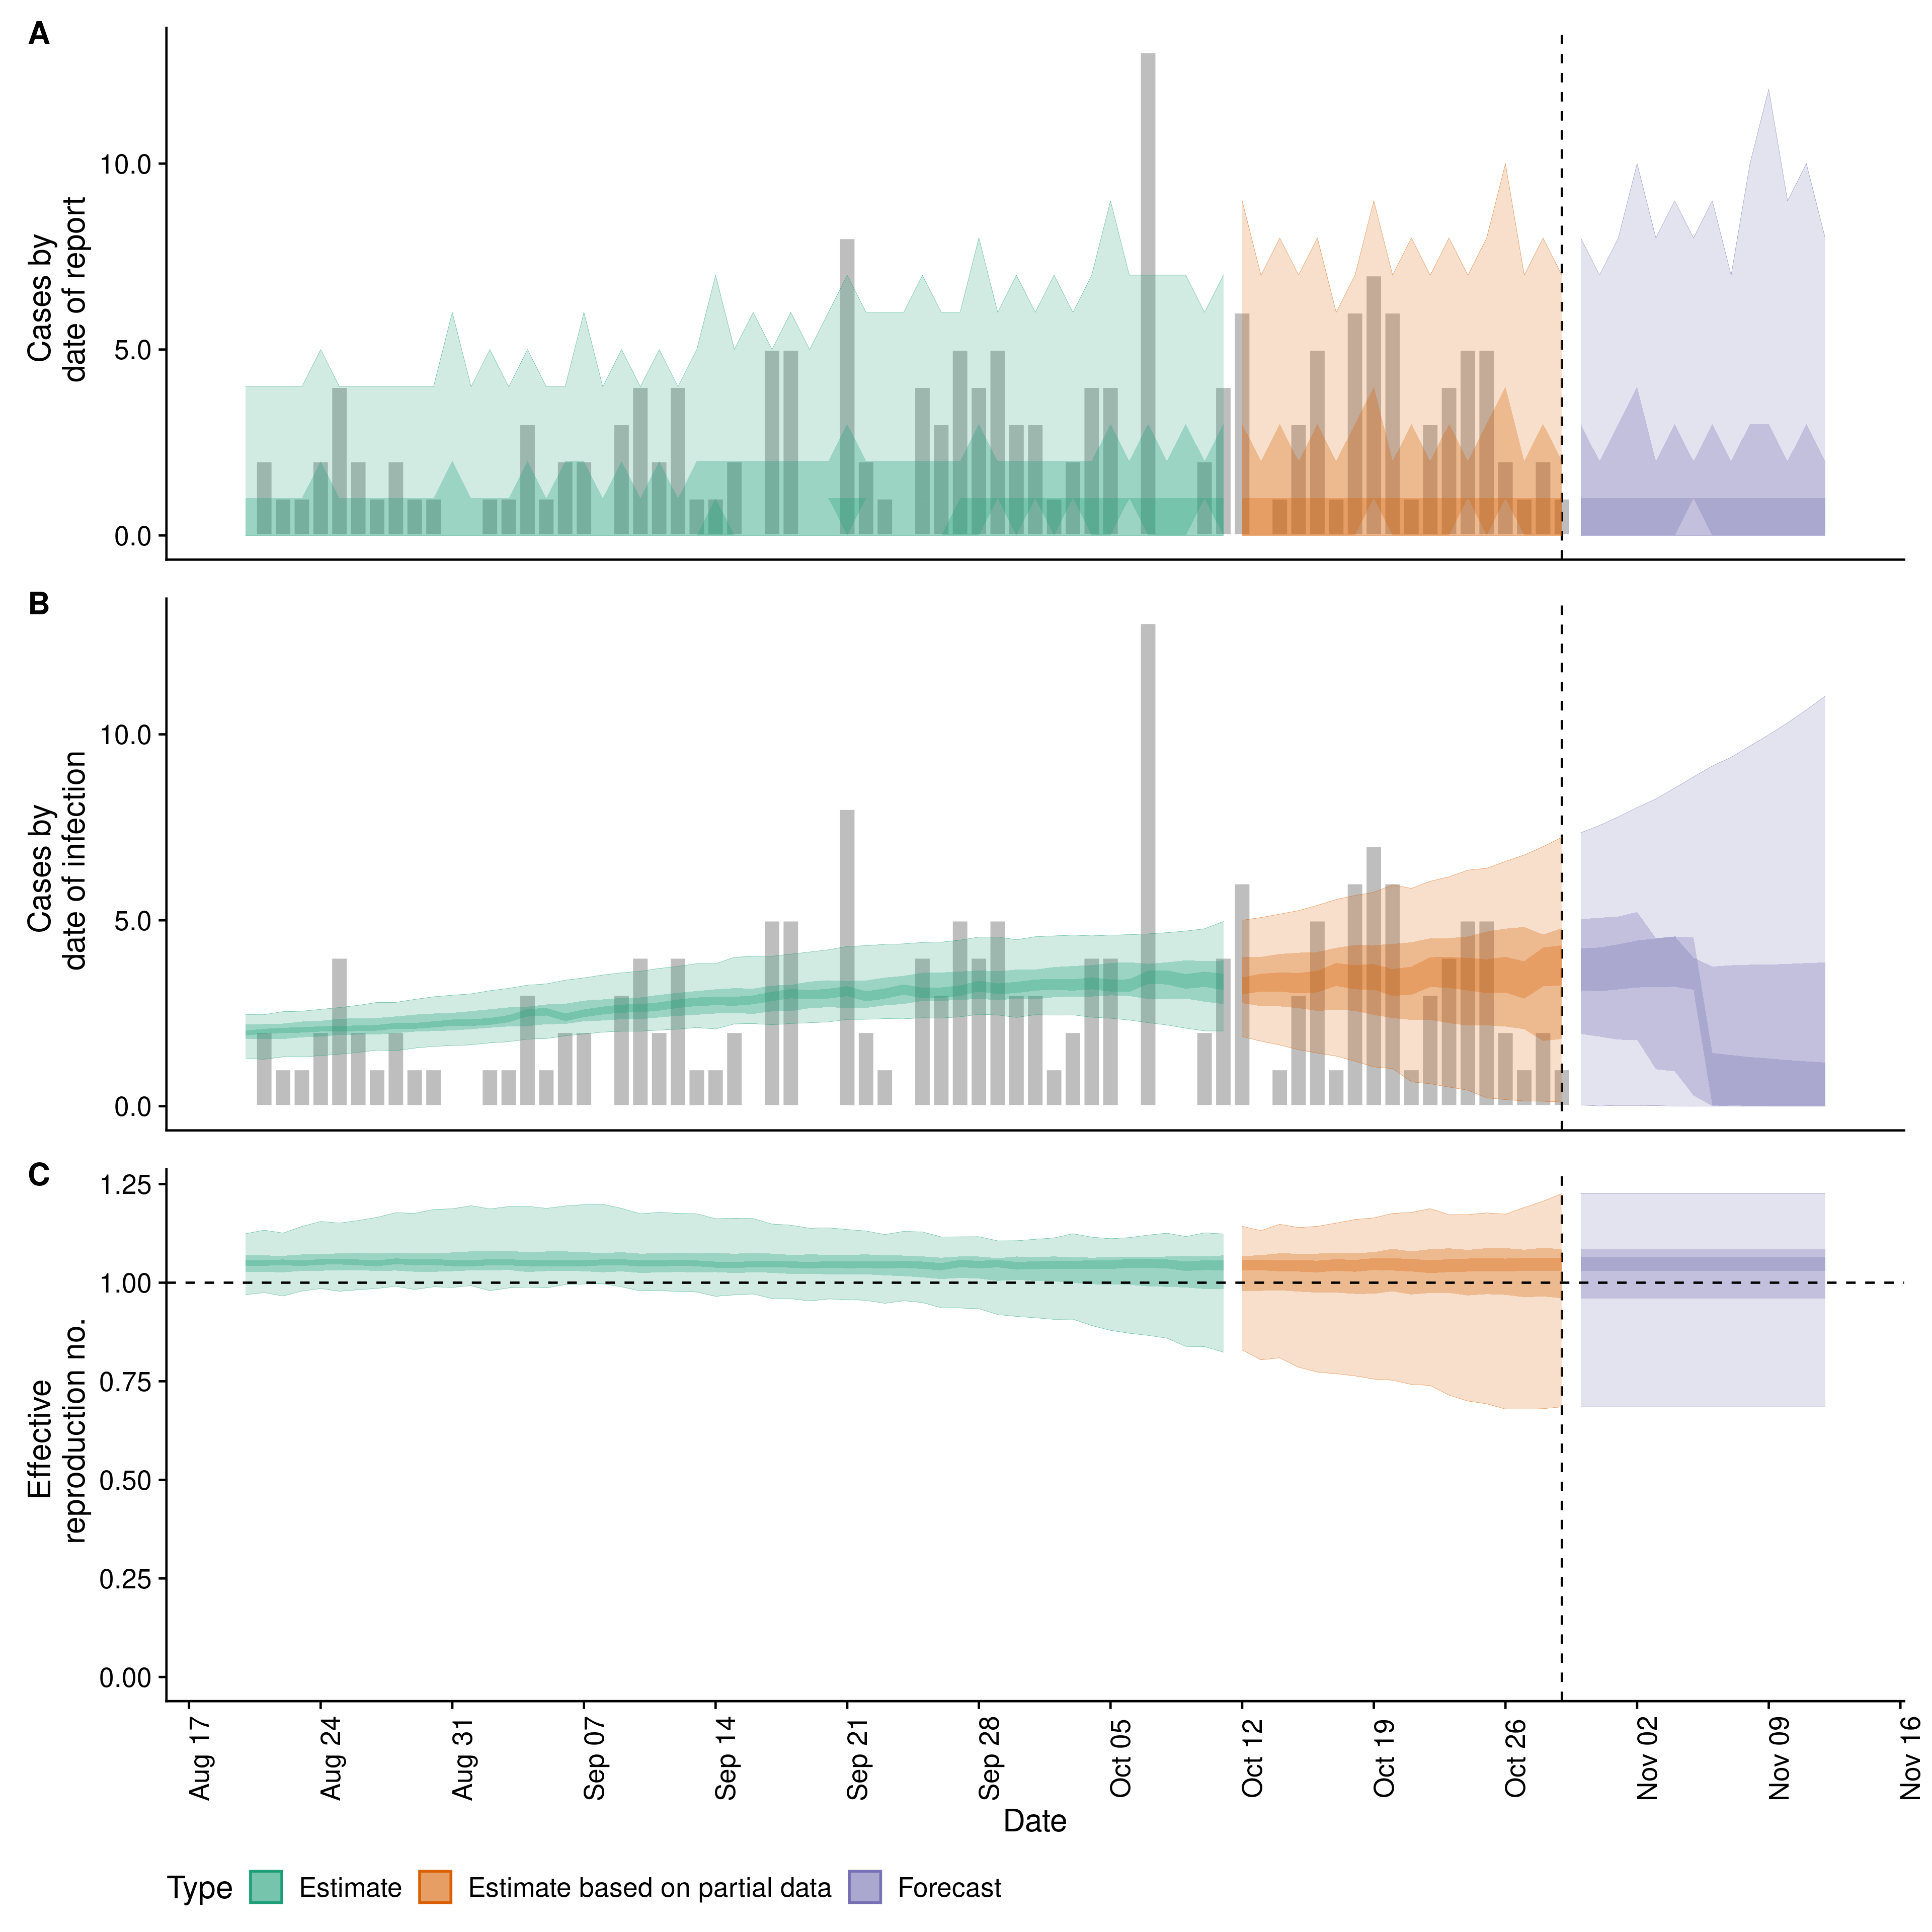 A
Cases by
date of report
10.0
5.0
0.0
B
Cases by
date of infection
10.0
5.0
0.0
C
Effective
reproduction no.
1.25
1.00
0.75
0.50
0.25
0.00
Aug 17
Aug 24
Aug 31
Sep 07
Sep 14
Sep 21
Sep 28
Oct 05
Oct 12
Oct 19
Oct 26
Nov 02
Nov 09
Nov 16
Date
Type Estimate Estimate based on partial data Forecast